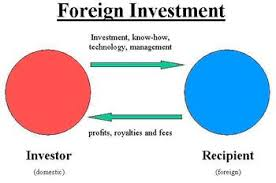 Foreign Investment
Investment, know-how,
technology, management
profits, royalties and fees
Investor
Recipient
(domestic)
(foreign)